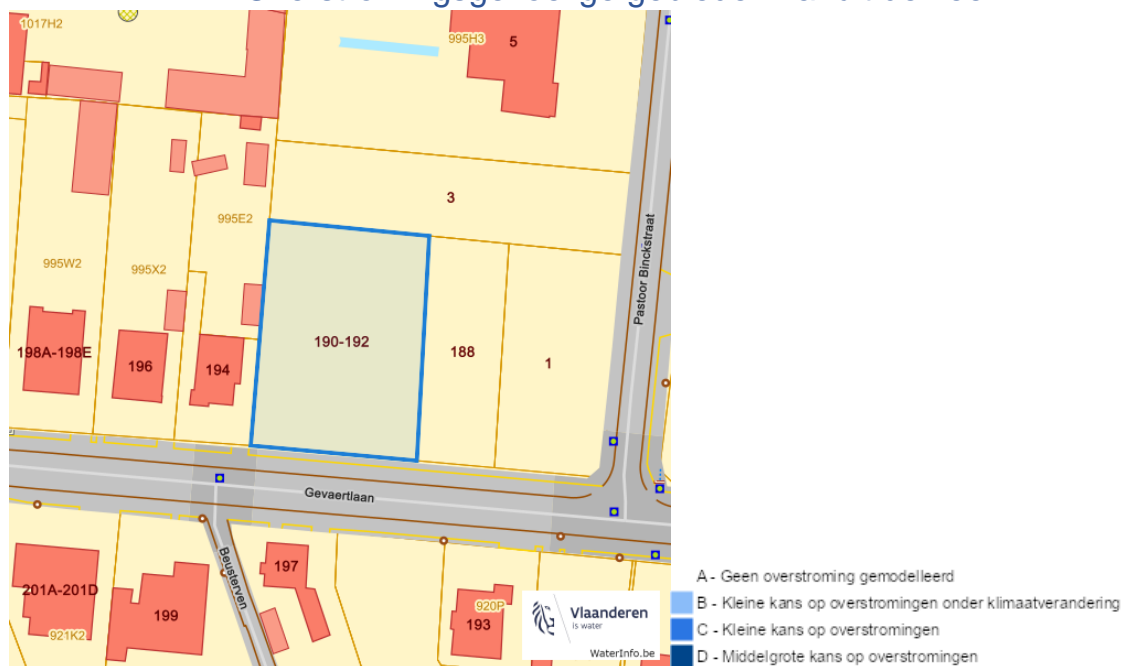 1017H2
995H3
5
3
995E2
995W2
995X2
Pastoor Binckstraat
190-192
188
1
198A-198E
196
194
Gevaertlaan
Beusterven
197
201A-201D
199
920P
193
921K2
Vlaanderen
is water
WaterInfo.be
A - Geen overstroming gemodelleerd
B - Kleine kans op overstromingen onder klimaatverandering
C - Kleine kans op overstromingen
D - Middelgrote kans op overstromingen